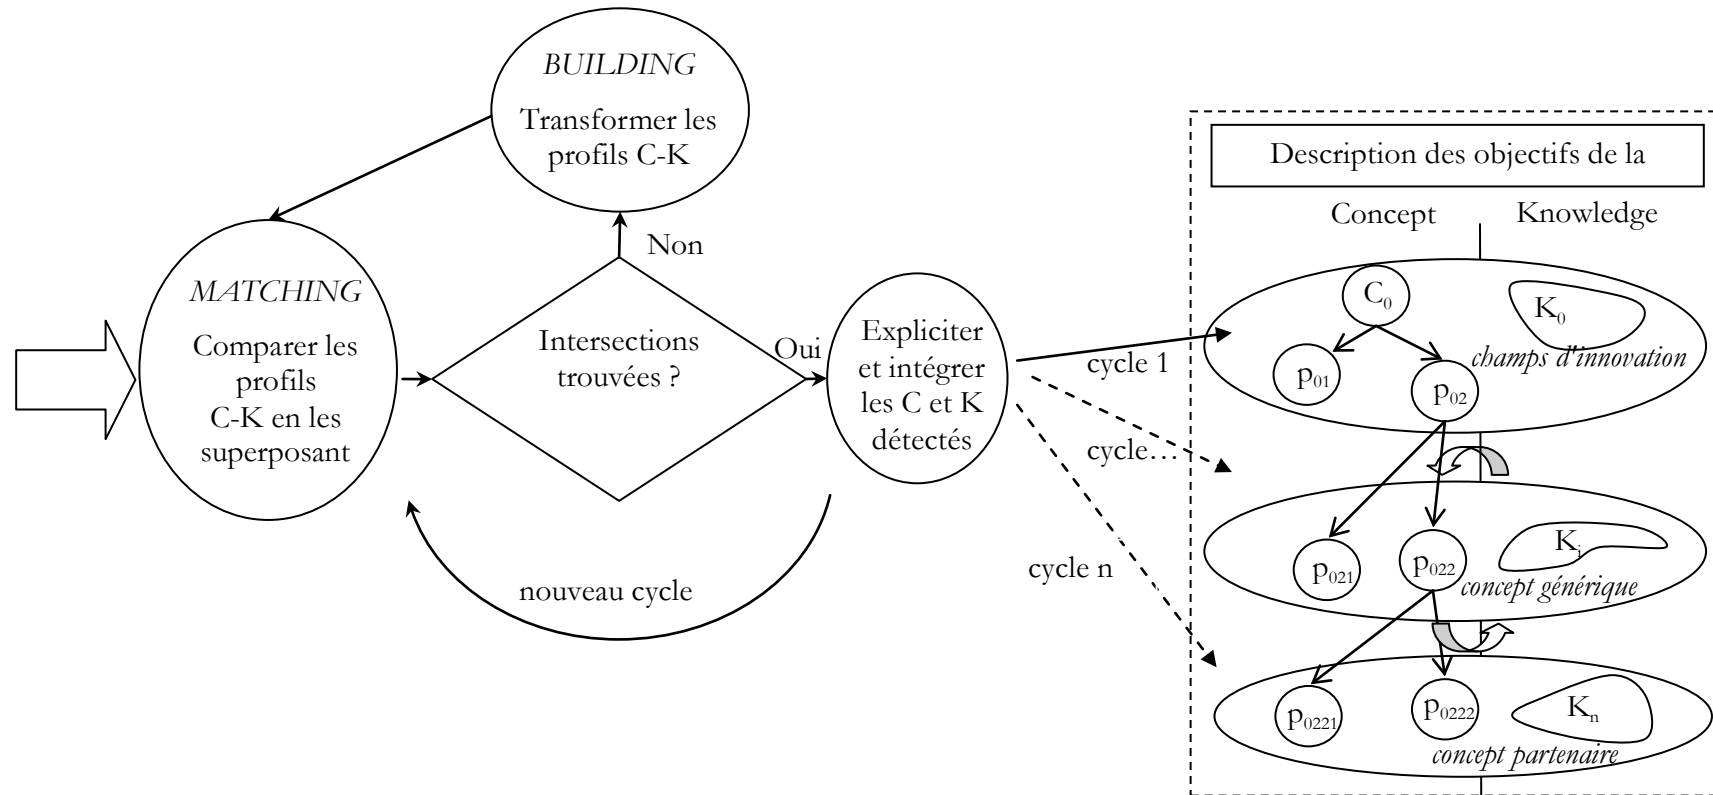 BUILDING
Transformer les
profils C-K
Non
MATCHING
Comparer les
profils
C-K en les
superposant
Intersections
trouvées ?
Oui
Expliciter
et intégrer
les C et K
détectés
nouveau cycle
cycle 1
cycle…
cycle n
Description des objectifs de la
Concept
Knowledge
C0
K0
champs d'innovation
p01
p02
Ki
p021
p022
concept générique
p0221
p0222
Kn
concept partenaire